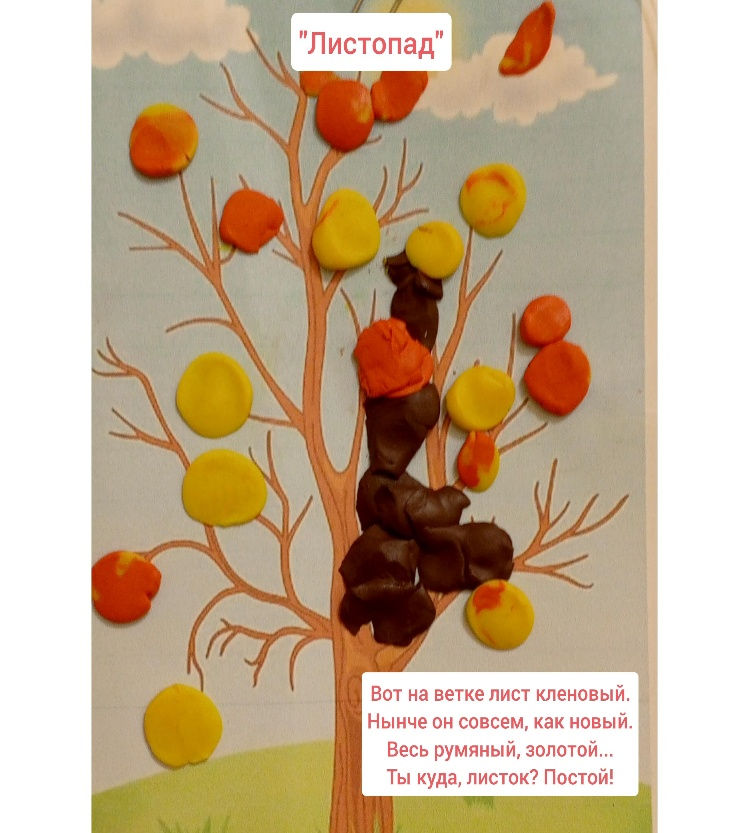 "Листопад"
Вот на ветке лист кленовый.
Нынче он совсем, как новый.
Весь румяный, золотой...
Ты куда, листок? Постой!